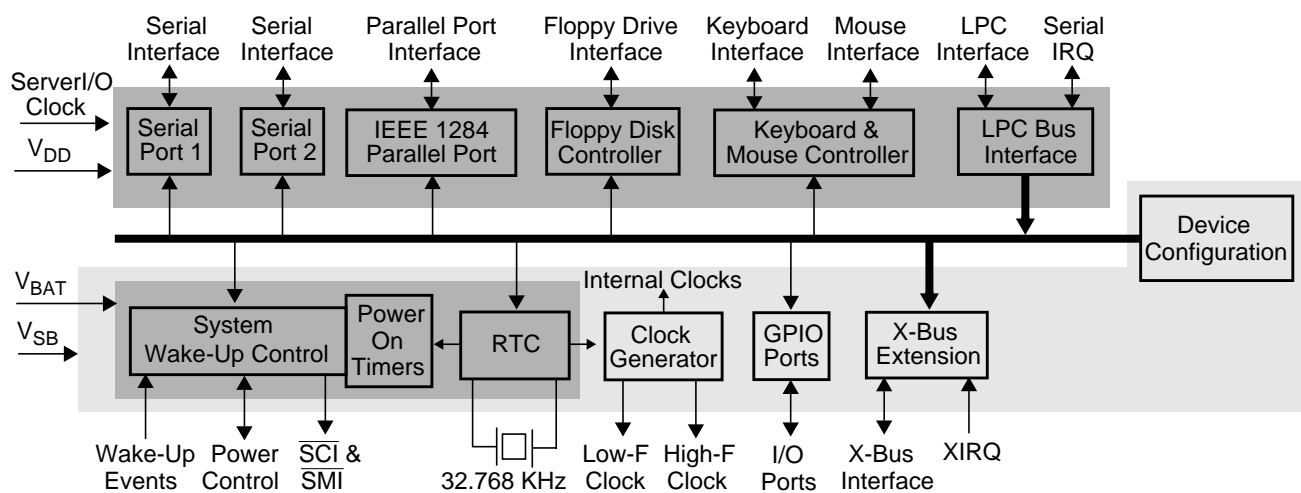 Serial
Interface
Serial
Interface
Parallel Port
Interface
Floppy Drive
Interface
Keyboard
Interface
Mouse
Interface
LPC
Interface
Serial
IRQ
ServerI/O
Clock
VDD
Serial
Port 1
Serial
Port 2
IEEE 1284
Parallel Port
Floppy Disk
Controller
Keyboard &
Mouse Controller
LPC Bus
Interface
Device
Configuration
VBAT
VSB
Internal Clocks
System
Wake-Up Control
Power
On
Timers
RTC
Clock
Generator
GPIO
Ports
X-Bus
Extension
Wake-Up
Events
Power
Control
SCI &
SMI
32.768 KHz
Low-F
Clock
High-F
Clock
I/O
Ports
X-Bus
Interface
XIRQ